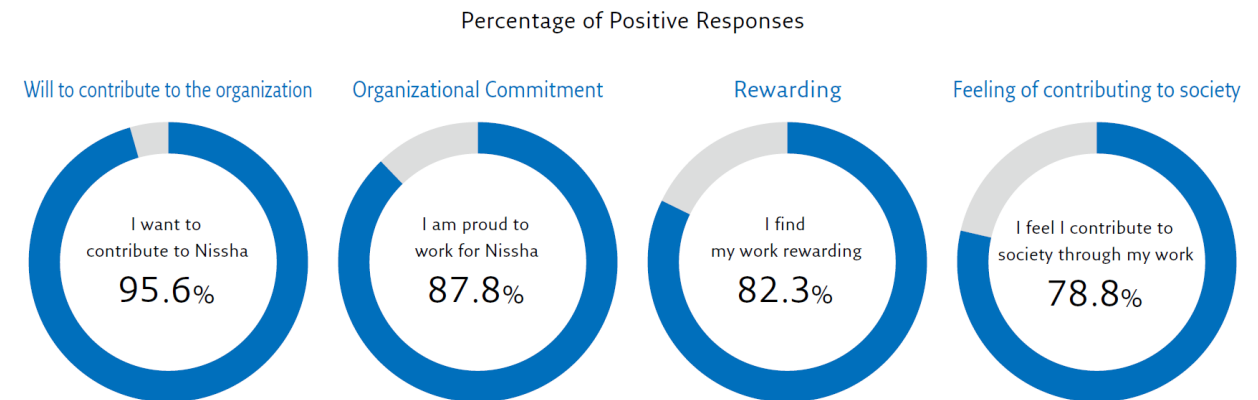 Percentage of Positive Responses
Will to contribute to the organization
Organizational Commitment
Rewarding
Feeling of contributing to society
I want to
contribute to Nissha
95.6%
I am proud to
work for Nissha
87.8%
I find
my work rewarding
82.3%
I feel I contribute to
society through my work
78.8%